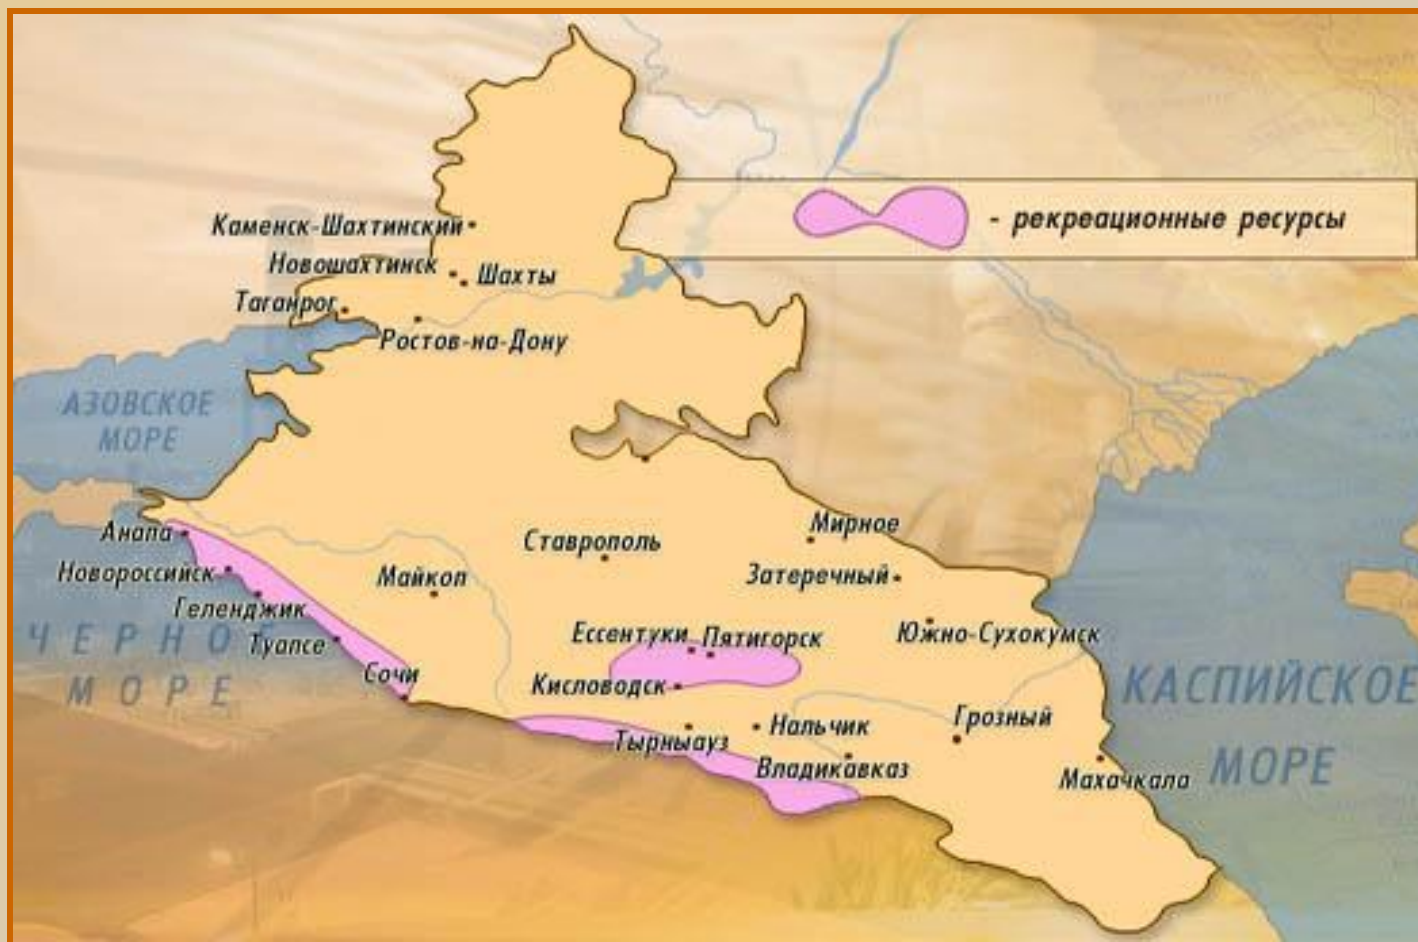 - рекреационные ресурсы
Каменск-Шахтинский
Новошахтинск
Шахты
Таганрог
Ростов-на-Дону
АЗОВСКОЕ
МОРЕ
Анапа
Новороссийск
Геленджик
Туапсе
Сочи
ЧЕРНОЕ
МОРЕ
Майкоп
Ставрополь
Мирное
Затеречный
Южно-Сухокумск
Ессентуки
Пятигорск
Кисловодск
Тырныауз
Нальчик
Владикавказ
Грозный
Махачкала
КАСПИЙСКОЕ
МОРЕ